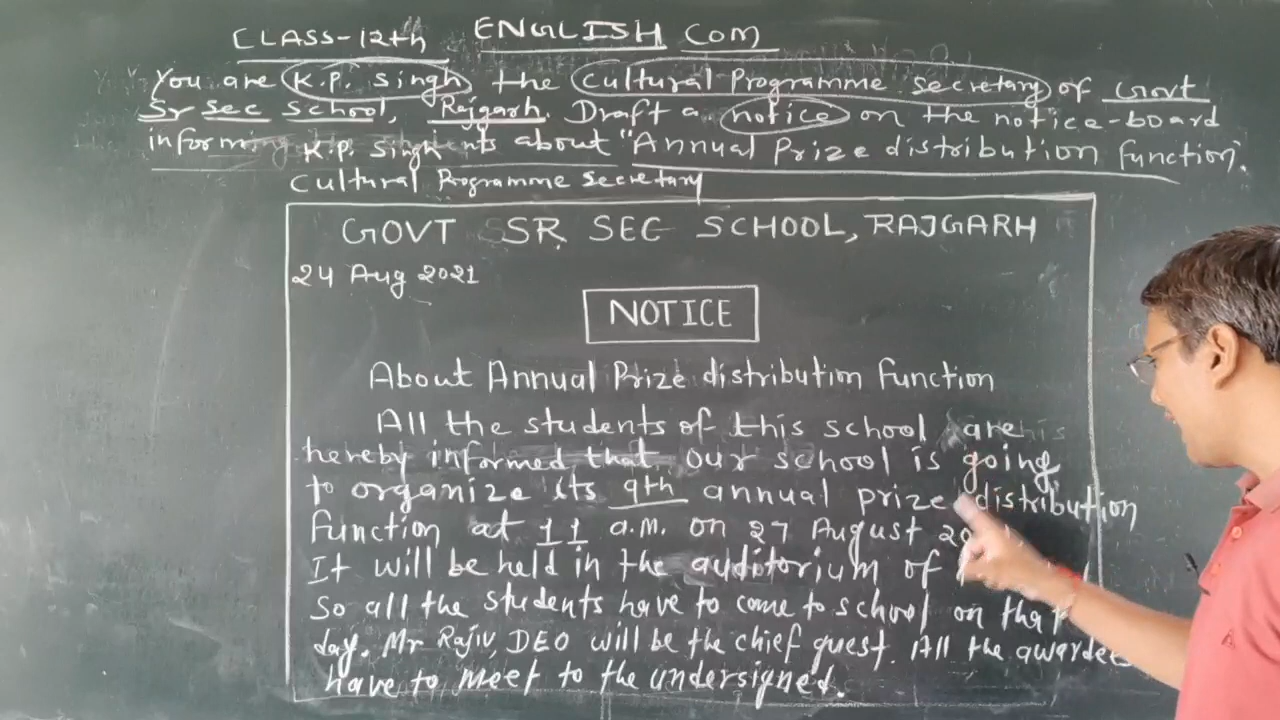 CLASS-12th ENGLISH COM
You are K.P. Singh the Cultural Programme Secretary of Govt
Sr Sec School, Rajgarh. Draft a notice on the notice-board
informing about "Annual Prize distribution function".
K.P. Singh
Cultural Programme Secretary
GOVT SR SEC SCHOOL, RAJGARH
24 Aug 2021
NOTICE
About Annual Prize distribution function
All the students of this school are
hereby informed that our school is going
to organize its 9th annual prize distribution
function at 11 a.m. on 27 August
It will be held in the auditorium of
So all the students have to come to school on that
day. Mr Rajiv, DEO will be the chief guest. All the awardees
have to meet to the undersigned.